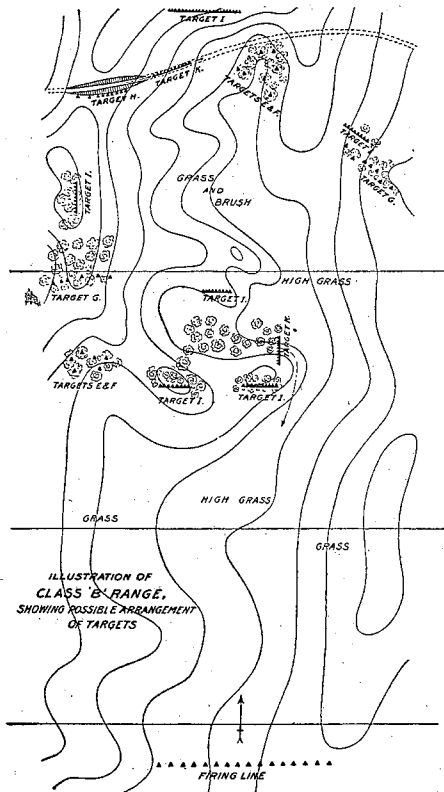 TARGET I
TARGET K.
TARGET H.
TARGETS E&F.
TARGET I.
GRASS
AND
BRUSH
TARGET G.
TARGET I.
HIGH GRASS
TARGET G.
TARGET I.
TARGET K.
TARGETS E&F
TARGET I.
TARGET I.
HIGH GRASS
GRASS
GRASS
ILLUSTRATION OF
CLASS 'B' RANGE,
SHOWING POSSIBLE ARRANGEMENT
OF TARGETS
FIRING LINE